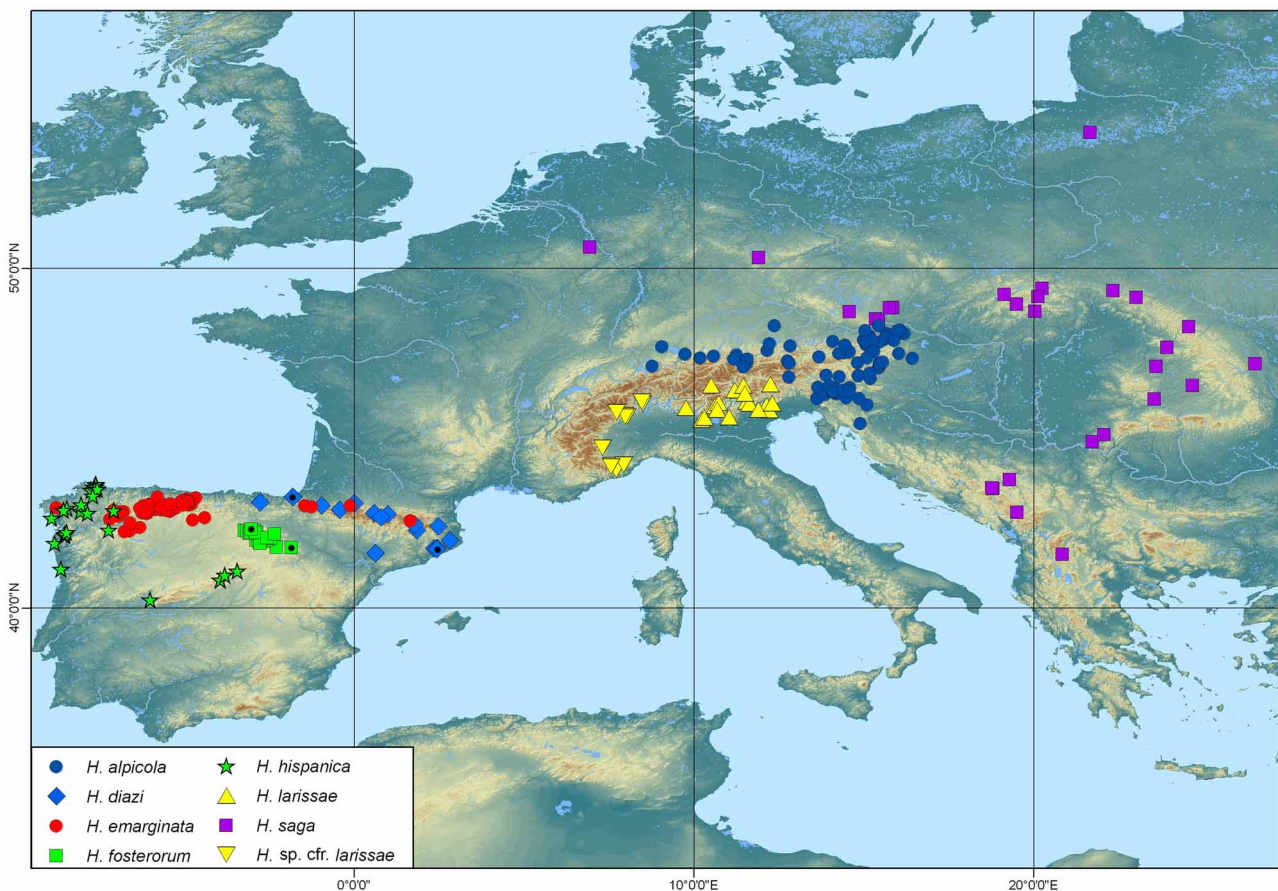 50°0'0"N
40°0'0"N
H. alpicola
H. hispanica
H. diazi
H. larissae
H. emarginata
H. saga
H. fosterorum
H. sp. cfr. larissae
0°0'0"
10°0'0"E
20°0'0"E